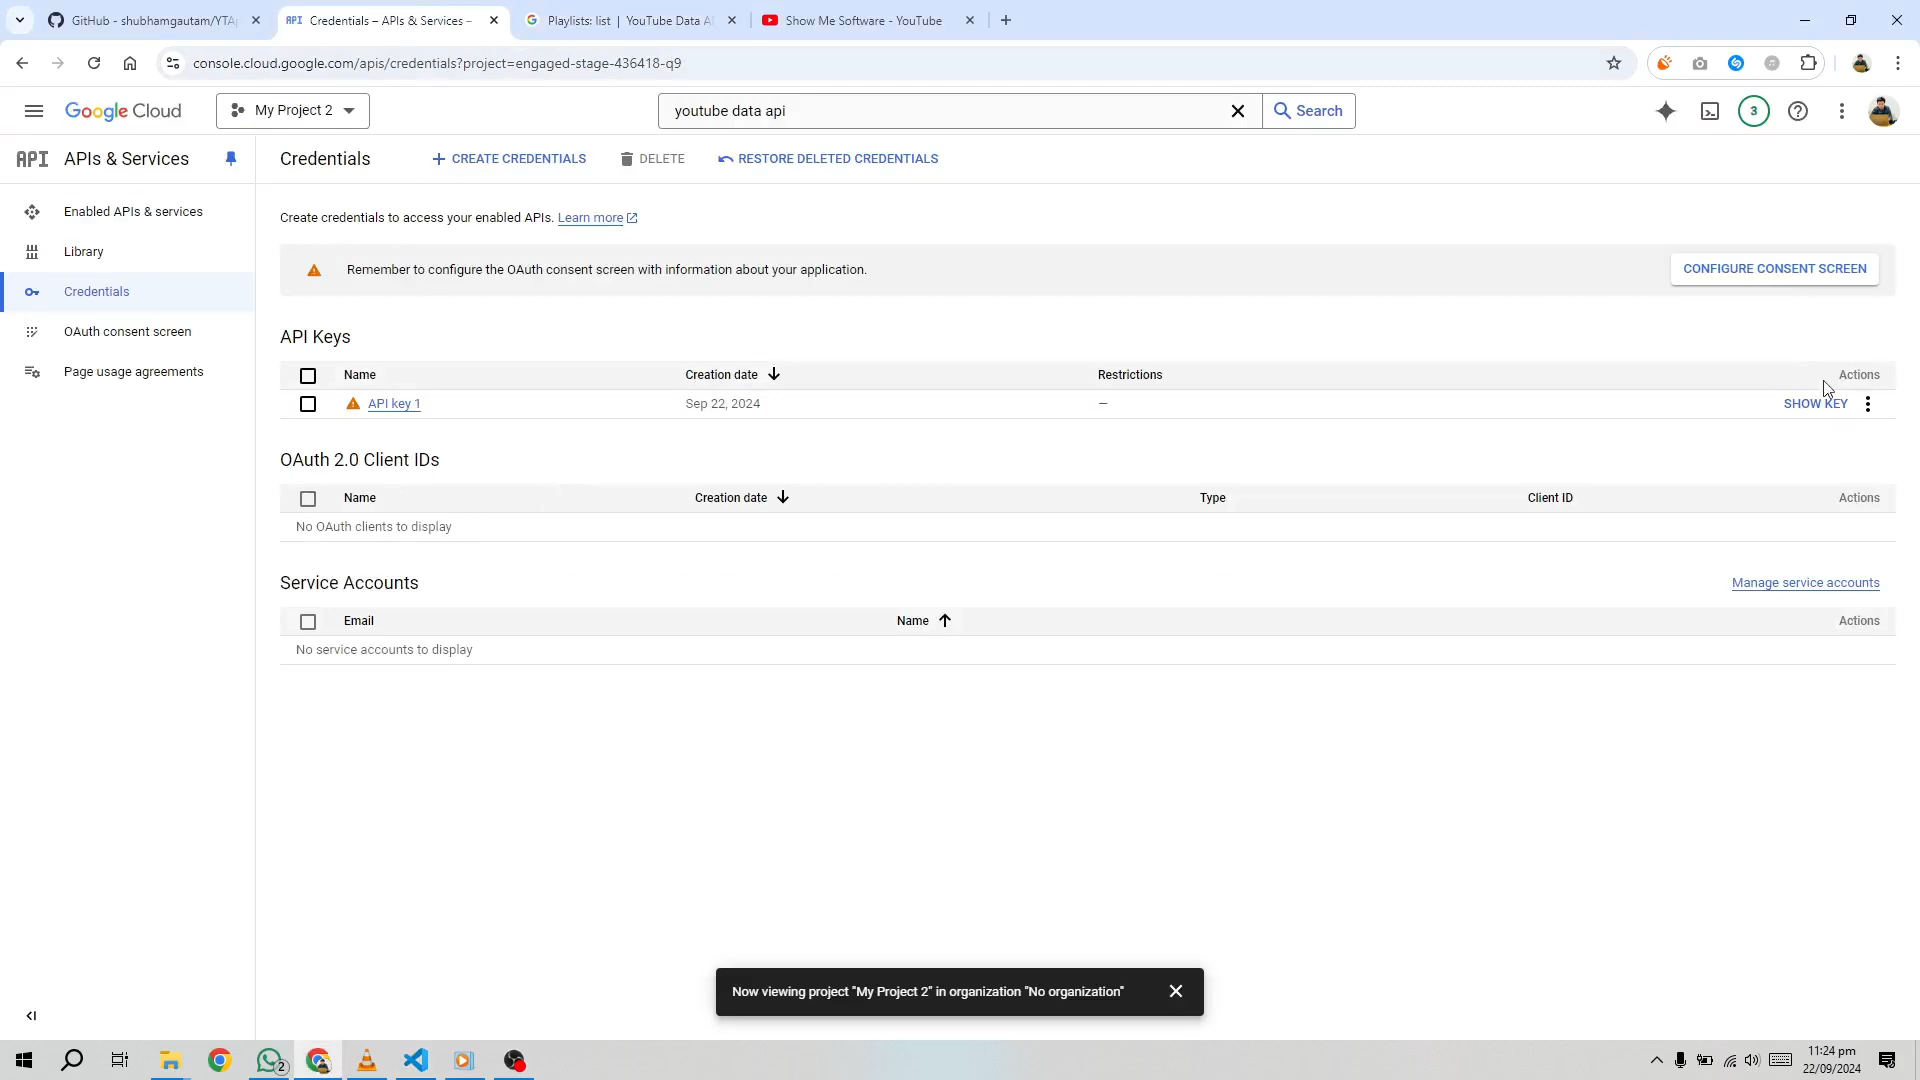 GitHub - shubhamgautam/YTAp
Credentials – APIs & Services –
Playlists: list | YouTube Data A
Show Me Software - YouTube
console.cloud.google.com/apis/credentials?project=engaged-stage-436418-q9
Google Cloud
My Project 2
youtube data api
Search
3
API APIs & Services
Credentials
CREATE CREDENTIALS
DELETE
RESTORE DELETED CREDENTIALS
Enabled APIs & services
Library
Credentials
OAuth consent screen
Page usage agreements
Create credentials to access your enabled APIs. Learn more
Remember to configure the OAuth consent screen with information about your application.
CONFIGURE CONSENT SCREEN
API Keys
Name Creation date Restrictions Actions
API key 1 Sep 22, 2024 – SHOW KEY
OAuth 2.0 Client IDs
Name Creation date Type Client ID Actions
No OAuth clients to display
Service Accounts
Manage service accounts
Email Name Actions
No service accounts to display
Now viewing project "My Project 2" in organization "No organization"
2
11:24 pm
22/09/2024